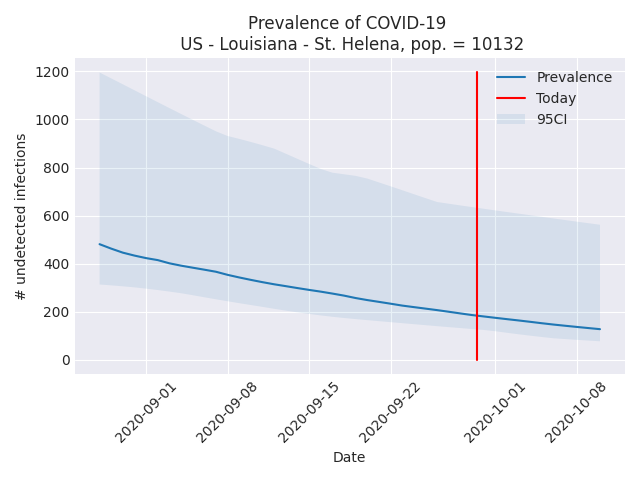 Prevalence of COVID-19
US - Louisiana - St. Helena, pop. = 10132
# undetected infections
1200
1000
800
600
400
200
0
Prevalence
Today
95CI
2020-09-01
2020-09-08
2020-09-15
2020-09-22
2020-10-01
2020-10-08
Date